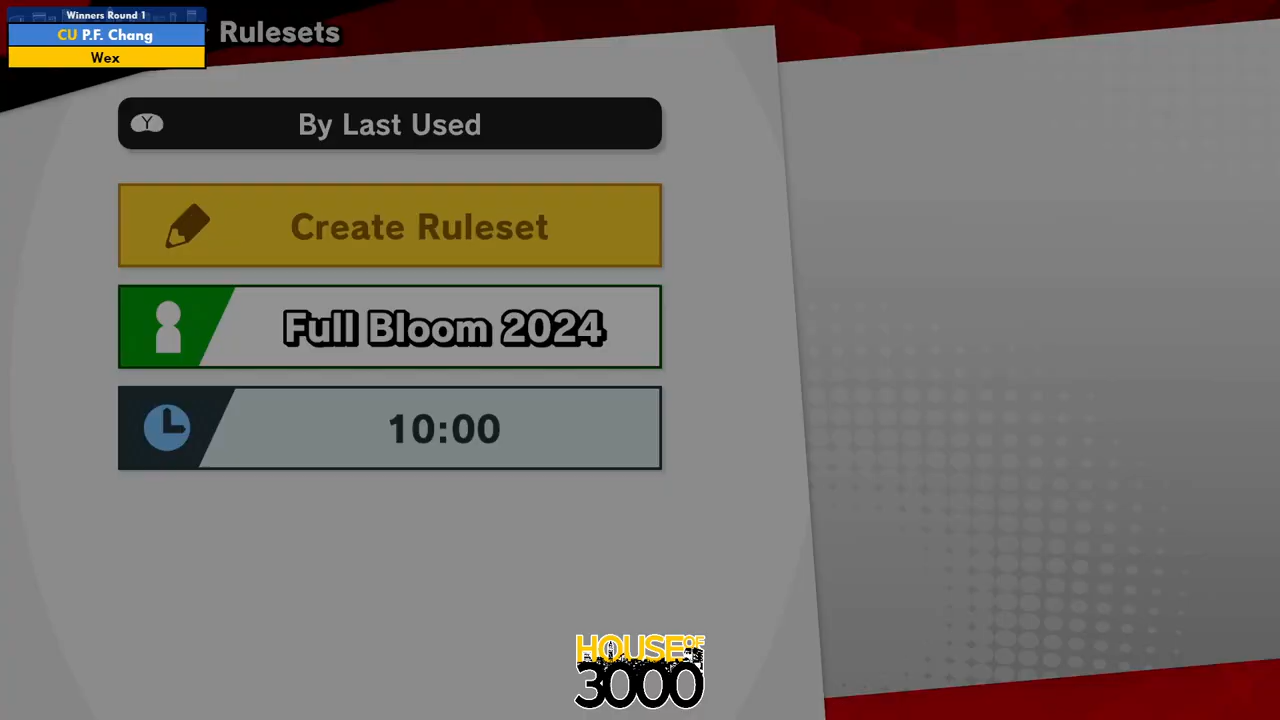 Winners Round 1
CU P.F. Chang
Wex
Rulesets
Y
By Last Used
Create Ruleset
Full Bloom 2024
10:00
HOUSE OF
3000